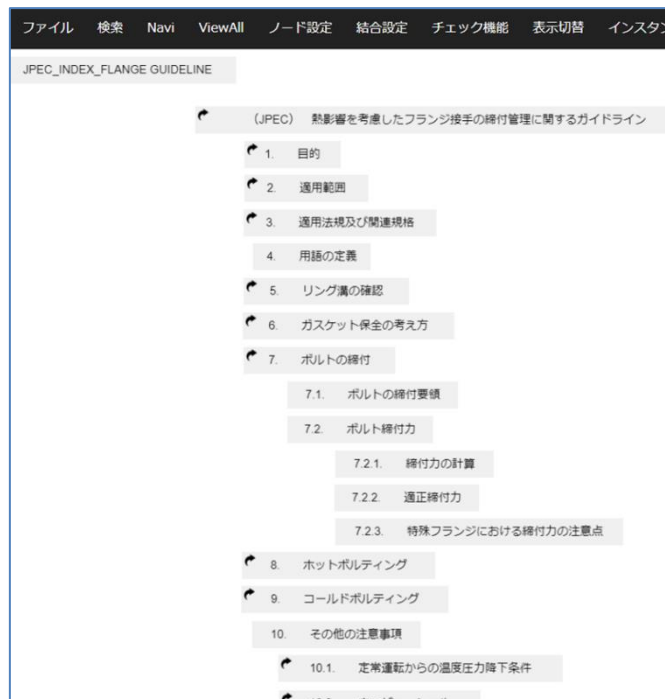 ファイル 検索 Navi ViewAll ノード設定 結合設定 チェック機能 表示切替 インスタン
JPEC_INDEX_FLANGE GUIDELINE
（JPEC） 熱影響を考慮したフランジ接手の締付管理に関するガイドライン
1. 目的
2. 適用範囲
3. 適用法規及び関連規格
4. 用語の定義
5. リング溝の確認
6. ガスケット保全の考え方
7. ボルトの締付
7.1. ボルトの締付要領
7.2. ボルト締付力
7.2.1. 締付力の計算
7.2.2. 適正締付力
7.2.3. 特殊フランジにおける締付力の注意点
8. ホットボルティング
9. コールドボルティング
10. その他の注意事項
10.1. 定常運転からの温度圧力降下条件